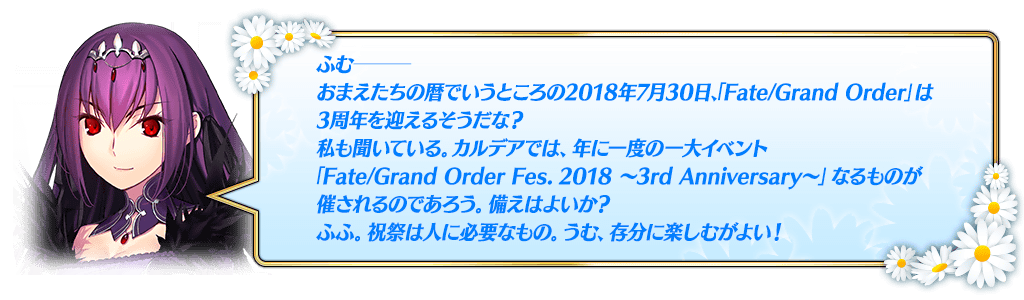 ふむ───
おまえたちの暦でいうところの2018年7月30日、「Fate/Grand Order」は
3周年を迎えるそうだな?
私も聞いている。カルデアでは、年に一度の一大イベント
「Fate/Grand Order Fes. 2018 ～3rd Anniversary～」なるものが
催されるのであろう。備えはよいか?
ふふ。祝祭は人に必要なもの。うむ、存分に楽しむがよい!